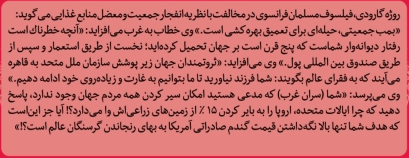 روژه گارودی، فیلسوف مسلمان فرانسوی در مخالفت با نظریه انفجار جمعیت و معضل منابع غذایی می‌گوید:
«بمب جمعیتی، حیله‌ای برای تعمیق بهره‌کشی است.» وی خطاب به غرب می‌افزاید: «آنچه خطرناک است
رفتار دیوانه‌وار شماست که پنج قرن است بر جهان تحمیل کرده‌اید؛ نخست از طریق استعمار و سپس از
طریق صندوق بین المللی پول.» وی می‌افزاید: «ثروتمندان جهان زیر پوشش سازمان ملل متحد به قاهره
می‌آیند که به فقرای عالم بگویند: شما فرزند نیاورید تا ما بتوانیم به غارت و زیاده‌روی خود ادامه دهیم.»
وی می‌پرسد: «شما (سران غرب) که مدعی هستید امکان سیر کردن همه مردم جهان وجود ندارد، پاسخ
دهید که چرا ایالات متحده، اروپا را به بایر کردن ۱۵ ٪ از زمین‌های زراعی‌اش وا می‌دارد؟! آیا جز این است
که هدف شما تنها بالا نگه‌داشتن قیمت گندم صادراتی آمریکا به بهای رنجاندن گرسنگان عالم است؟!»